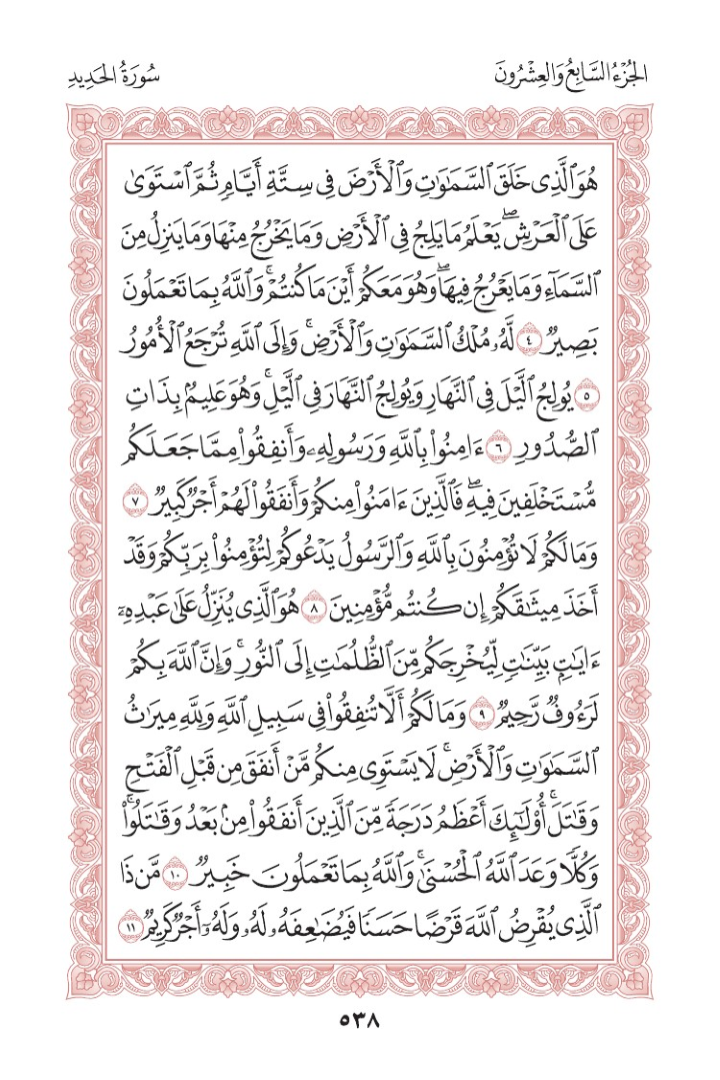 الجُزْءُ السَّابِعُ وَالعِشْرُونَ
سُورَةُ الحَدِيدِ
هُوَ ٱلَّذِى خَلَقَ ٱلسَّمَٰوَٰتِ وَٱلْأَرْضَ فِى سِتَّةِ أَيَّامٍ ثُمَّ ٱسْتَوَىٰ
عَلَى ٱلْعَرْشِ ۖ يَعْلَمُ مَا يَلِجُ فِى ٱلْأَرْضِ وَمَا يَخْرُجُ مِنْهَا وَمَا يَنزِلُ مِنَ
ٱلسَّمَآءِ وَمَا يَعْرُجُ فِيهَا ۖ وَهُوَ مَعَكُمْ أَيْنَ مَا كُنتُمْ ۚ وَٱللَّهُ بِمَا تَعْمَلُونَ
بَصِيرٌ ٤ لَّهُۥ مُلْكُ ٱلسَّمَٰوَٰتِ وَٱلْأَرْضِ ۚ وَإِلَى ٱللَّهِ تُرْجَعُ ٱلْأُمُورُ
٥ يُولِجُ ٱلَّيْلَ فِى ٱلنَّهَارِ وَيُولِجُ ٱلنَّهَارَ فِى ٱلَّيْلِ ۚ وَهُوَ عَلِيمٌۢ بِذَاتِ
ٱلصُّدُورِ ٦ ءَامِنُوا۟ بِٱللَّهِ وَرَسُولِهِۦ وَأَنفِقُوا۟ مِمَّا جَعَلَكُم
مُّسْتَخْلَفِينَ فِيهِ ۖ فَٱلَّذِينَ ءَامَنُوا۟ مِنكُمْ وَأَنفَقُوا۟ لَهُمْ أَجْرٌ كَبِيرٌ ٧
وَمَا لَكُمْ لَا تُؤْمِنُونَ بِٱللَّهِ وَٱلرَّسُولُ يَدْعُوكُمْ لِتُؤْمِنُوا۟ بِرَبِّكُمْ وَقَدْ
أَخَذَ مِيثَٰقَكُمْ إِن كُنتُم مُّؤْمِنِينَ ٨ هُوَ ٱلَّذِى يُنَزِّلُ عَلَىٰ عَبْدِهِۦٓ
ءَايَٰتٍۭ بَيِّنَٰتٍ لِّيُخْرِجَكُم مِّنَ ٱلظُّلُمَٰتِ إِلَى ٱلنُّورِ ۚ وَإِنَّ ٱللَّهَ بِكُمْ
لَرَءُوفٌ رَّحِيمٌ ٩ وَمَا لَكُمْ أَلَّا تُنفِقُوا۟ فِى سَبِيلِ ٱللَّهِ وَلِلَّهِ مِيرَٰثُ
ٱلسَّمَٰوَٰتِ وَٱلْأَرْضِ ۚ لَا يَسْتَوِى مِنكُم مَّنْ أَنفَقَ مِن قَبْلِ ٱلْفَتْحِ
وَقَٰتَلَ ۚ أُو۟لَٰٓئِكَ أَعْظَمُ دَرَجَةً مِّنَ ٱلَّذِينَ أَنفَقُوا۟ مِنۢ بَعْدُ وَقَٰتَلُوا۟ ۚ
وَكُلًّا وَعَدَ ٱللَّهُ ٱلْحُسْنَىٰ ۚ وَٱللَّهُ بِمَا تَعْمَلُونَ خَبِيرٌ ١٠ مَّن ذَا
ٱلَّذِى يُقْرِضُ ٱللَّهَ قَرْضًا حَسَنًا فَيُضَٰعِفَهُۥ لَهُۥ وَلَهُۥٓ أَجْرٌ كَرِيمٌ ١١
٥٣٨